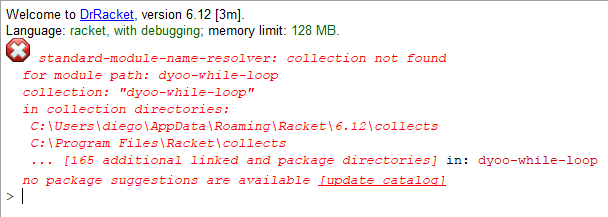 Welcome to DrRacket, version 6.12 [3m].
Language: racket, with debugging; memory limit: 128 MB.
standard-module-name-resolver: collection not found
for module path: dyoo-while-loop
collection: "dyoo-while-loop"
in collection directories:
C:\Users\diego\AppData\Roaming\Racket\6.12\collects
C:\Program Files\Racket\collects
... [165 additional linked and package directories] in: dyoo-while-loop
no package suggestions are available [update catalog]
>